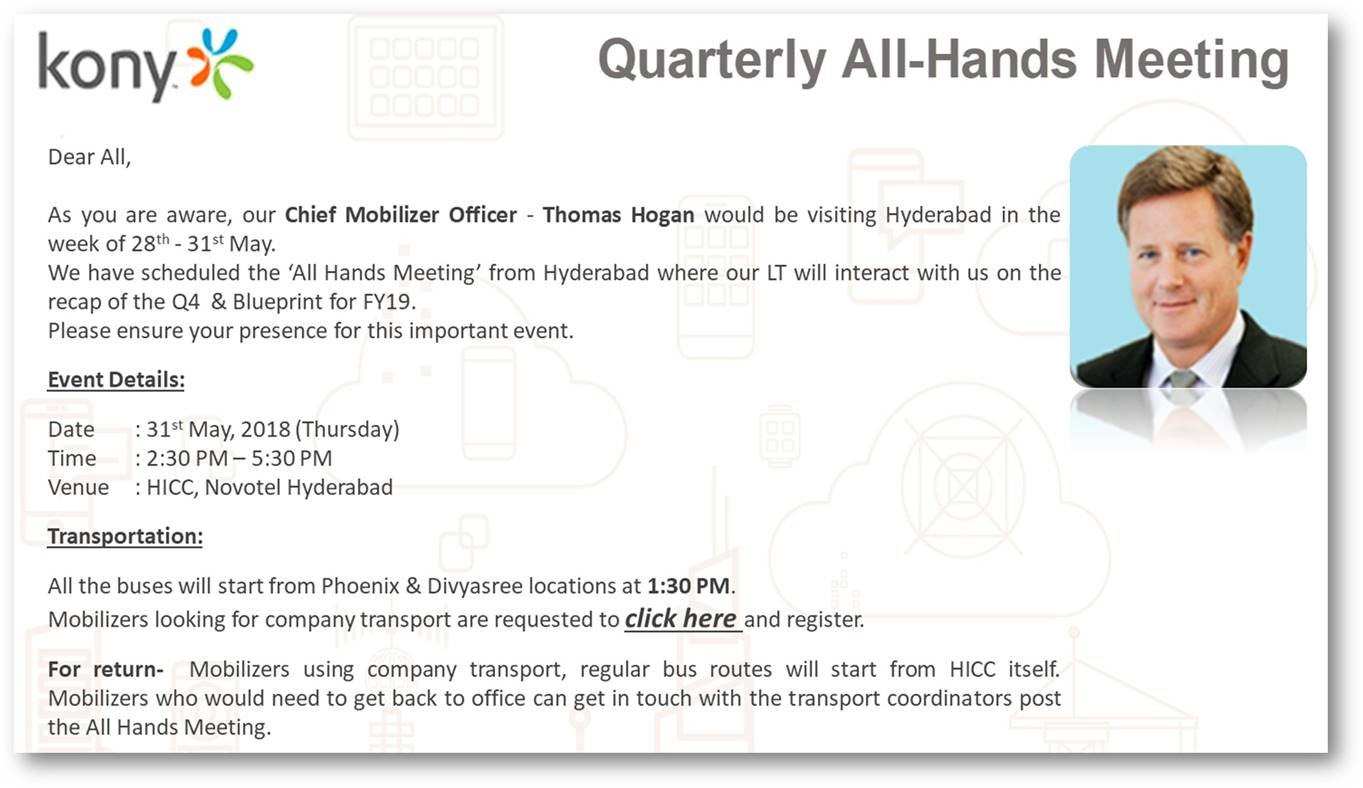 kony
Quarterly All-Hands Meeting
Dear All,
As you are aware, our Chief Mobilizer Officer - Thomas Hogan would be visiting Hyderabad in the
week of 28th - 31st May.
We have scheduled the ‘All Hands Meeting’ from Hyderabad where our LT will interact with us on the
recap of the Q4 & Blueprint for FY19.
Please ensure your presence for this important event.
Event Details:
Date : 31st May, 2018 (Thursday)
Time : 2:30 PM – 5:30 PM
Venue : HICC, Novotel Hyderabad
Transportation:
All the buses will start from Phoenix & Divyasree locations at 1:30 PM.
Mobilizers looking for company transport are requested to click here and register.
For return- Mobilizers using company transport, regular bus routes will start from HICC itself.
Mobilizers who would need to get back to office can get in touch with the transport coordinators post
the All Hands Meeting.